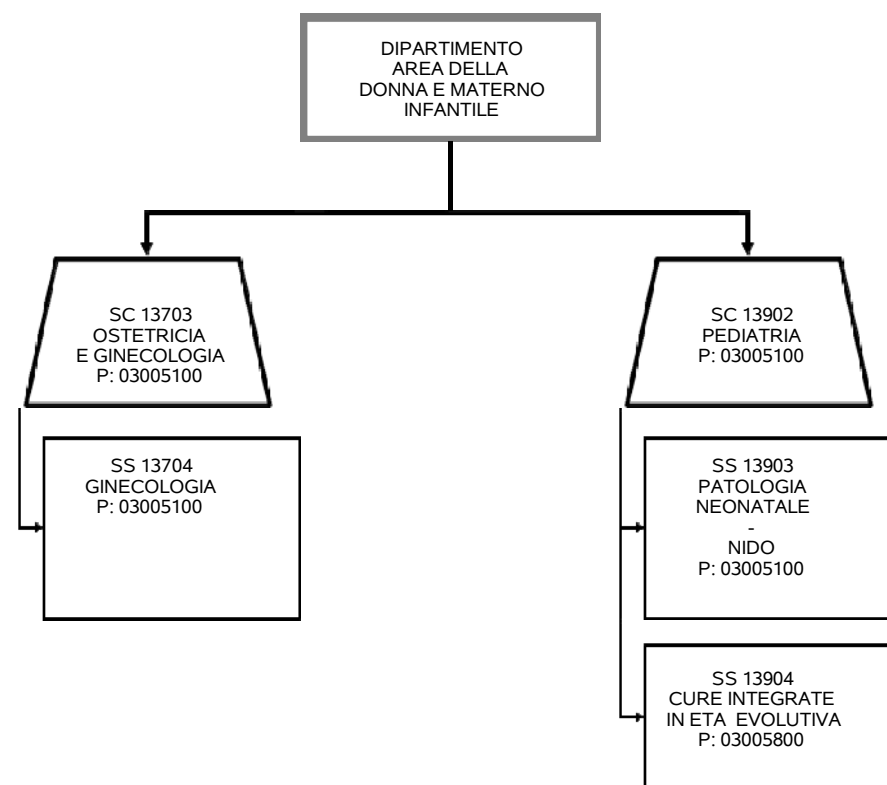 DIPARTIMENTO
AREA DELLA
DONNA E MATERNO
INFANTILE
SC 13703
OSTETRICIA
E GINECOLOGIA
P: 03005100
SC 13902
PEDIATRIA
P: 03005100
SS 13704
GINECOLOGIA
P: 03005100
SS 13903
PATOLOGIA
NEONATALE
-
NIDO
P: 03005100
SS 13904
CURE INTEGRATE
IN ETA EVOLUTIVA
P: 03005800